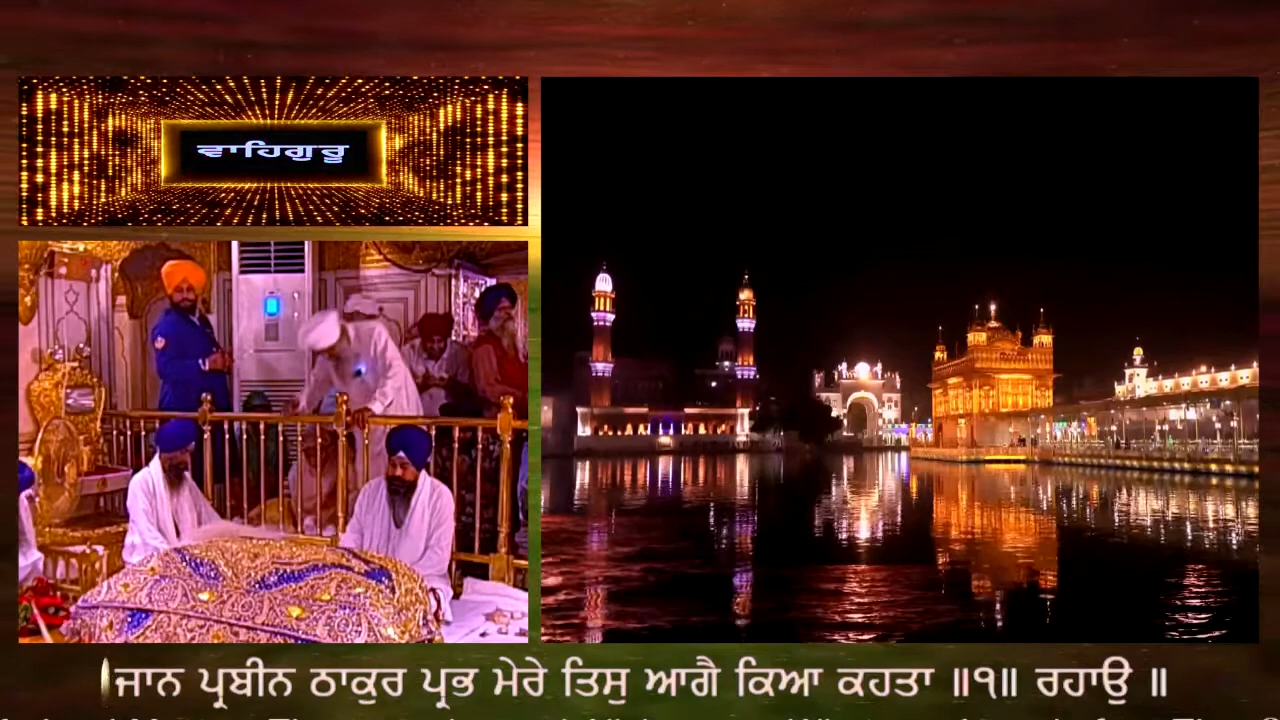 ਵਾਹਿਗੁਰੂ
ਜਾਨ ਪ੍ਰਬੀਨ ਠਾਕੁਰ ਪ੍ਰਭ ਮੇਰੇ ਤਿਸੁ ਆਗੈ ਕਿਆ ਕਹਤਾ ॥੧॥ ਰਹਾਉ ॥